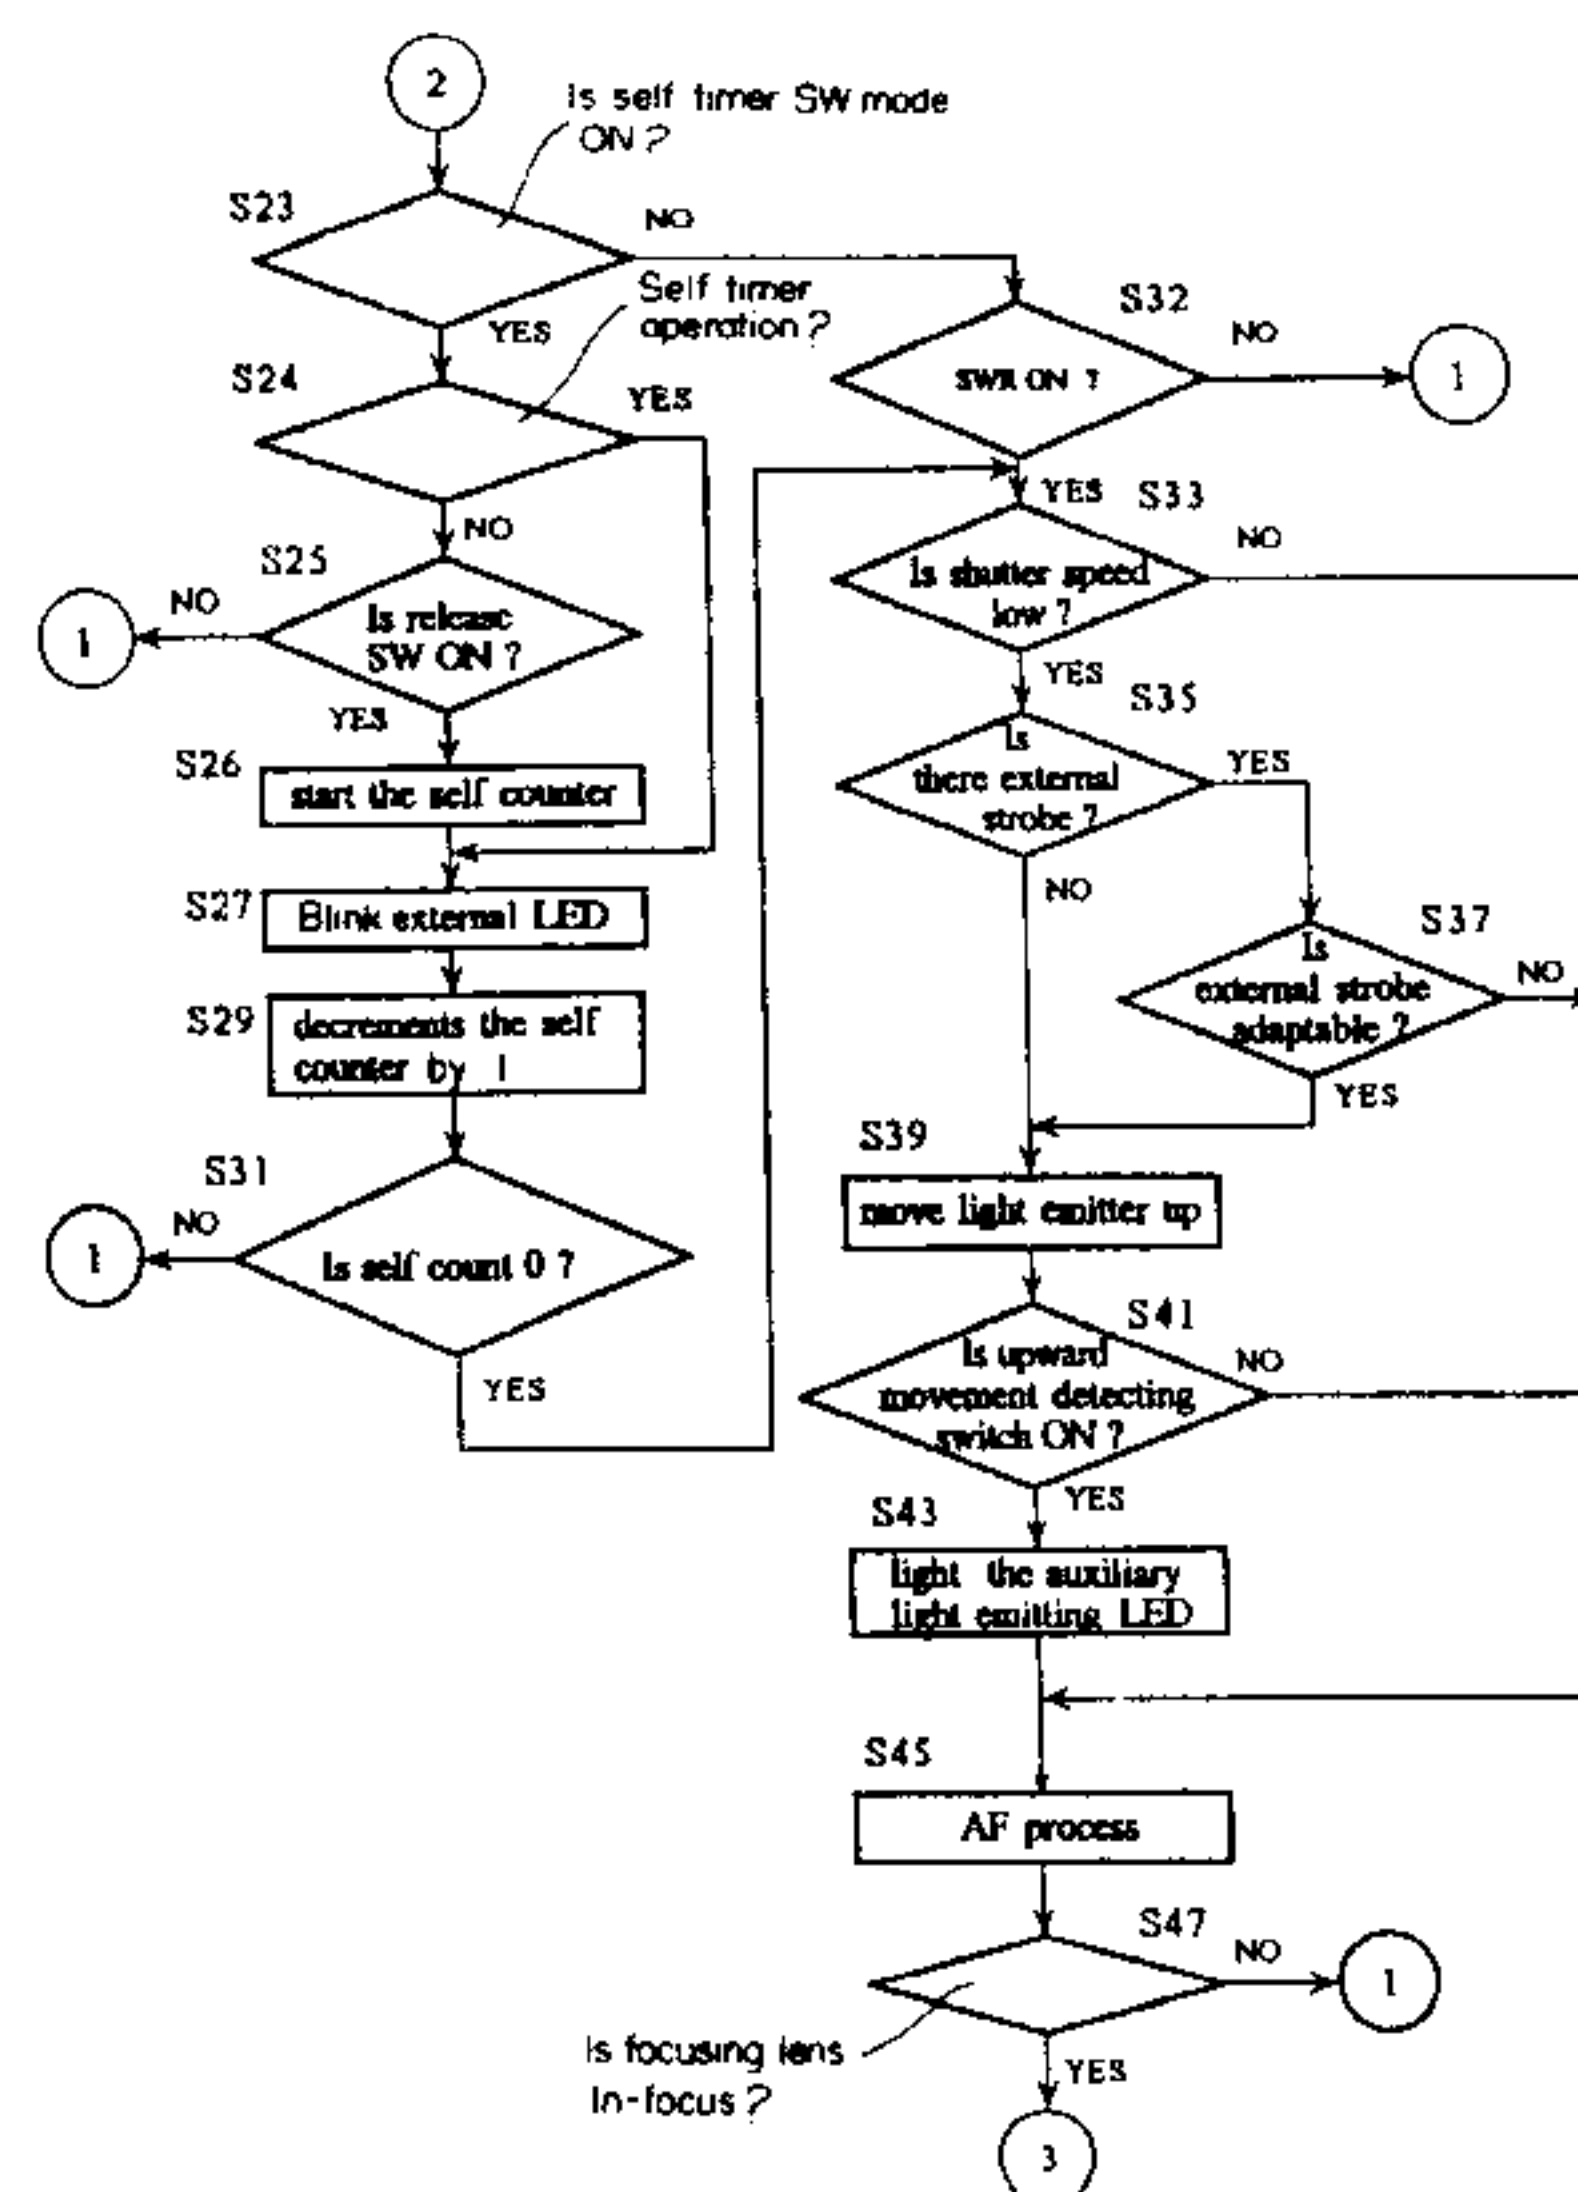 2
Is self timer SW mode
ON ?
S23
NO
YES
Self timer
operation ?
S24
YES
NO
S25
Is release
SW ON ?
NO
1
YES
S26
start the self counter
S27
Blink external LED
S29
decrements the self
counter by 1
S31
Is self count 0 ?
NO
1
YES
S32
SWR ON ?
NO
1
YES
S33
Is shutter speed
low ?
NO
YES
S35
Is
there external
strobe ?
YES
NO
S37
Is
external strobe
adaptable ?
NO
YES
S39
move light emitter up
S41
Is upward
movement detecting
switch ON ?
NO
YES
S43
light the auxiliary
light emitting LED
S45
AF process
S47
NO
1
Is focusing lens
In-focus ?
YES
3